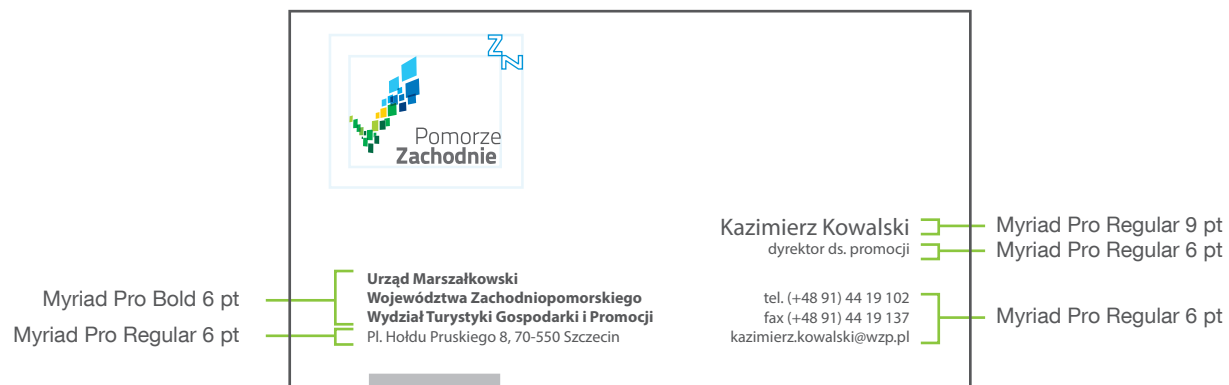 Z
N
Pomorze
Zachodnie
Kazimierz Kowalski
Myriad Pro Regular 9 pt
dyrektor ds. promocji
Myriad Pro Regular 6 pt
Myriad Pro Bold 6 pt
Urząd Marszałkowski
Województwa Zachodniopomorskiego
Wydział Turystyki Gospodarki i Promocji
Myriad Pro Regular 6 pt
Pl. Hołdu Pruskiego 8, 70-550 Szczecin
tel. (+48 91) 44 19 102
fax (+48 91) 44 19 137
kazimierz.kowalski@wzp.pl
Myriad Pro Regular 6 pt